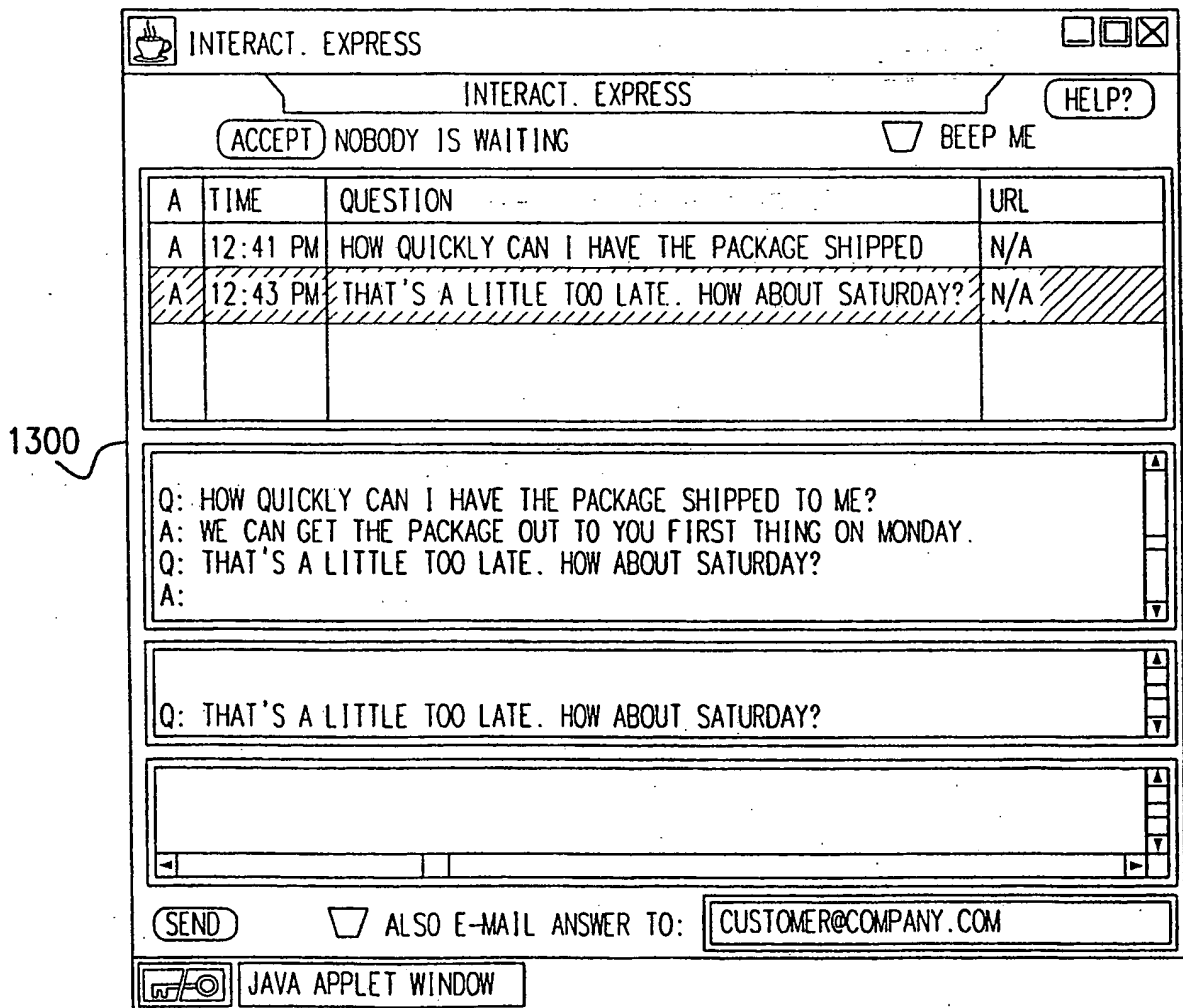 INTERACT. EXPRESS
INTERACT. EXPRESS
HELP?
ACCEPT NOBODY IS WAITING
BEEP ME
A TIME QUESTION URL
A 12:41 PM HOW QUICKLY CAN I HAVE THE PACKAGE SHIPPED N/A
A 12:43 PM THAT'S A LITTLE TOO LATE. HOW ABOUT SATURDAY? N/A
1300
Q: HOW QUICKLY CAN I HAVE THE PACKAGE SHIPPED TO ME?
A: WE CAN GET THE PACKAGE OUT TO YOU FIRST THING ON MONDAY.
Q: THAT'S A LITTLE TOO LATE. HOW ABOUT SATURDAY?
A:
Q: THAT'S A LITTLE TOO LATE. HOW ABOUT SATURDAY?
SEND ALSO E-MAIL ANSWER TO: CUSTOMER@COMPANY.COM
JAVA APPLET WINDOW